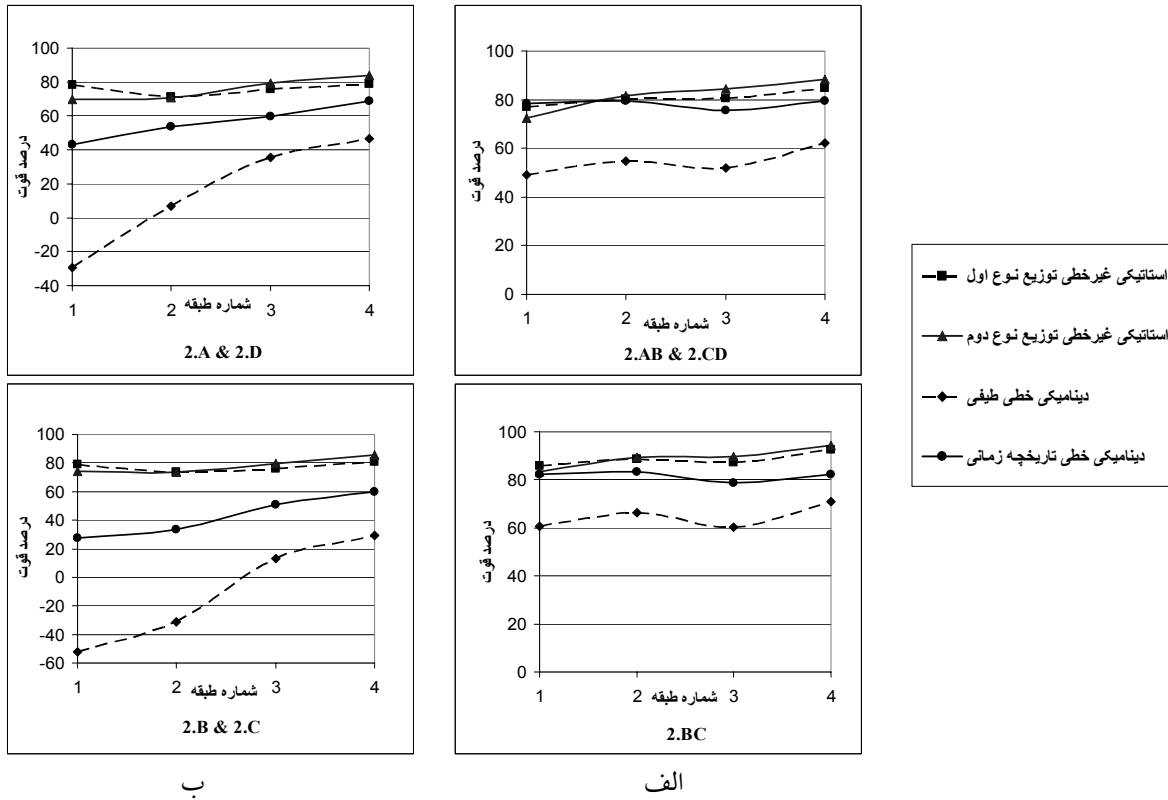 100
80
60
40
20
0
-20
-40
درصد قوت
1 2 3 4
شماره طبقه
2.A & 2.D
100
80
60
40
20
0
درصد قوت
1 2 3 4
شماره طبقه
2.AB & 2.CD
100
80
60
40
20
0
-20
-40
-60
درصد قوت
1 2 3 4
شماره طبقه
2.B & 2.C
100
80
60
40
20
0
درصد قوت
1 2 3 4
شماره طبقه
2.BC
استاتیکی غیرخطی توزیع نوع اول
استاتیکی غیرخطی توزیع نوع دوم
دینامیکی خطی طیفی
دینامیکی خطی تاریخچه زمانی
ب
الف